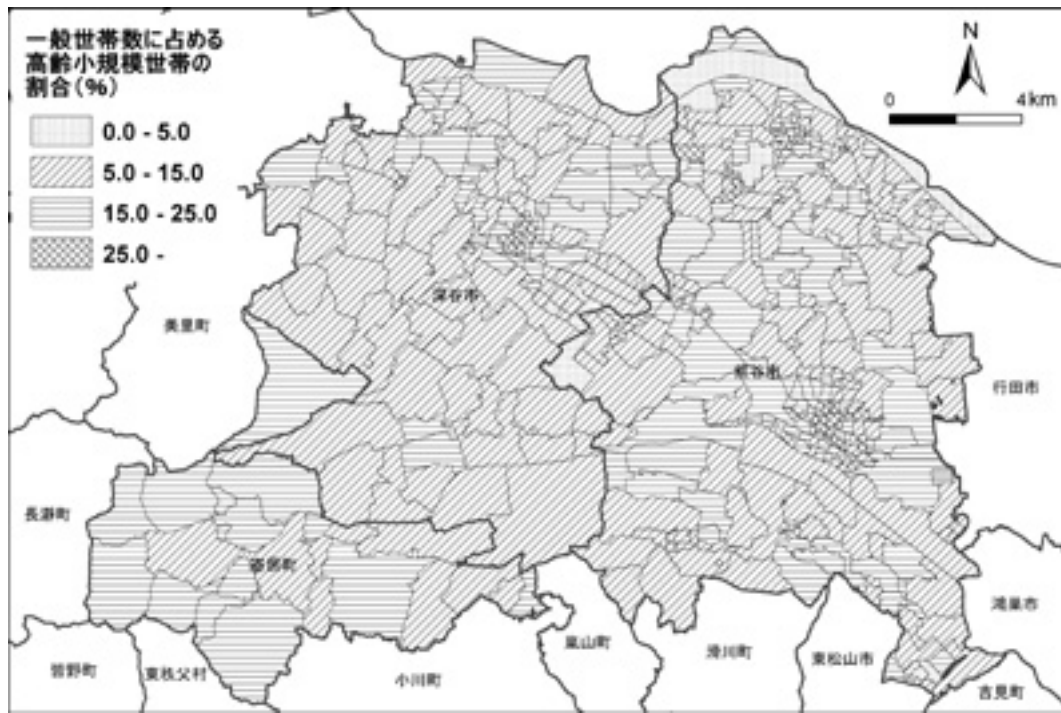 一般世帯数に占める
高齢小規模世帯の
割合(%)
0.0 - 5.0
5.0 - 15.0
15.0 - 25.0
25.0 -
N
0 4km
深谷市
美里町
熊谷市
行田市
長瀞町
寄居町
鴻巣市
皆野町
東秩父村
小川町
嵐山町
滑川町
東松山市
吉見町